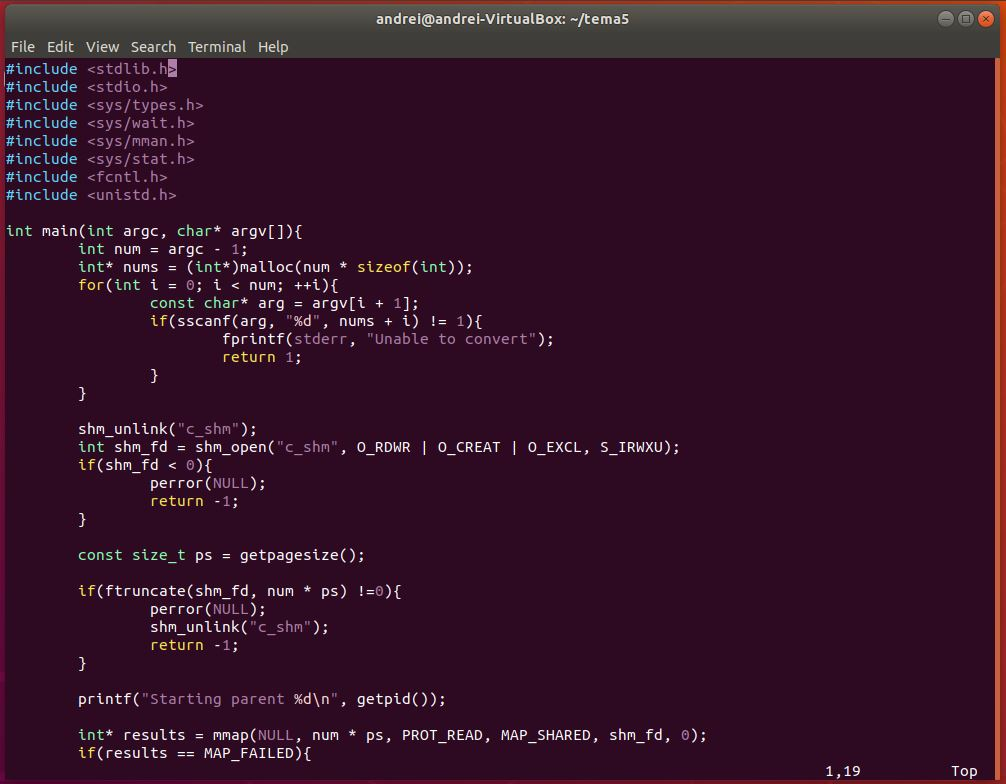 andrei@andrei-VirtualBox: ~/tema5
File Edit View Search Terminal Help
#include <stdlib.h>
#include <stdio.h>
#include <sys/types.h>
#include <sys/wait.h>
#include <sys/mman.h>
#include <sys/stat.h>
#include <fcntl.h>
#include <unistd.h>

int main(int argc, char* argv[]){
        int num = argc - 1;
        int* nums = (int*)malloc(num * sizeof(int));
        for(int i = 0; i < num; ++i){
                const char* arg = argv[i + 1];
                if(sscanf(arg, "%d", nums + i) != 1){
                        fprintf(stderr, "Unable to convert");
                        return 1;
                }
        }

        shm_unlink("c_shm");
        int shm_fd = shm_open("c_shm", O_RDWR | O_CREAT | O_EXCL, S_IRWXU);
        if(shm_fd < 0){
                perror(NULL);
                return -1;
        }

        const size_t ps = getpagesize();

        if(ftruncate(shm_fd, num * ps) !=0){
                perror(NULL);
                shm_unlink("c_shm");
                return -1;
        }

        printf("Starting parent %d\n", getpid());

        int* results = mmap(NULL, num * ps, PROT_READ, MAP_SHARED, shm_fd, 0);
        if(results == MAP_FAILED){
1,19 Top